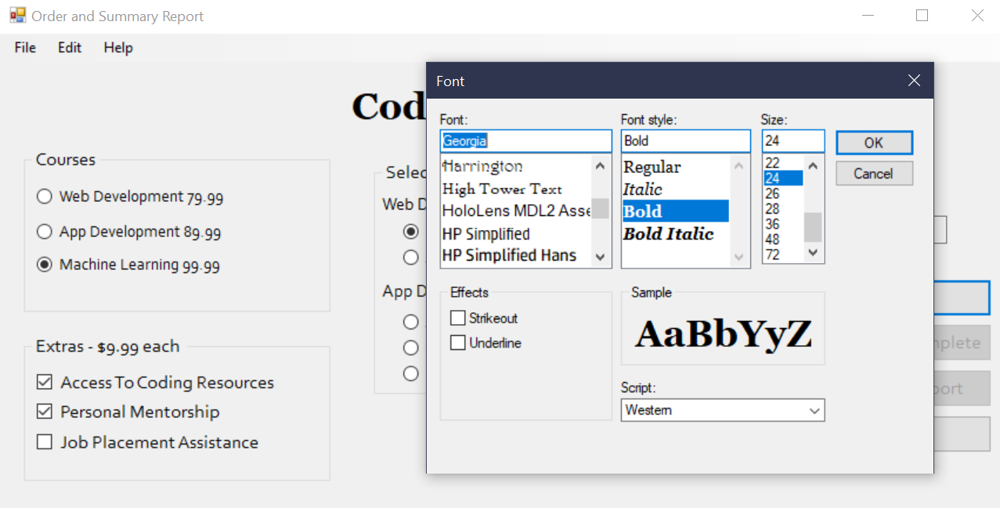 Order and Summary Report
File Edit Help
Cod
Courses
Web Development 79.99
App Development 89.99
Machine Learning 99.99
Extras - $9.99 each
Access To Coding Resources
Personal Mentorship
Job Placement Assistance
Selec
Web D
App D
Font
Font:
Georgia
Harrington
High Tower Text
HoloLens MDL2 Asse
HP Simplified
HP Simplified Hans
Font style:
Bold
Regular
Italic
Bold
Bold Italic
Size:
24
22
24
26
28
36
48
72
OK
Cancel
Effects
Strikeout
Underline
Sample
AaBbYyZ
Script:
Western
mplete
port